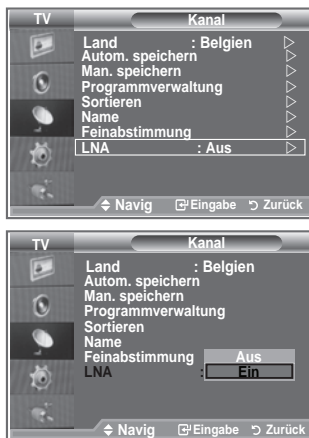 TV Kanal
Land : Belgien
Autom. speichern
Man. speichern
Programmverwaltung
Sortieren
Name
Feinabstimmung
LNA : Aus
Navig Eingabe Zurück
TV Kanal
Land : Belgien
Autom. speichern
Man. speichern
Programmverwaltung
Sortieren
Name
Feinabstimmung Aus
LNA : Ein
Navig Eingabe Zurück